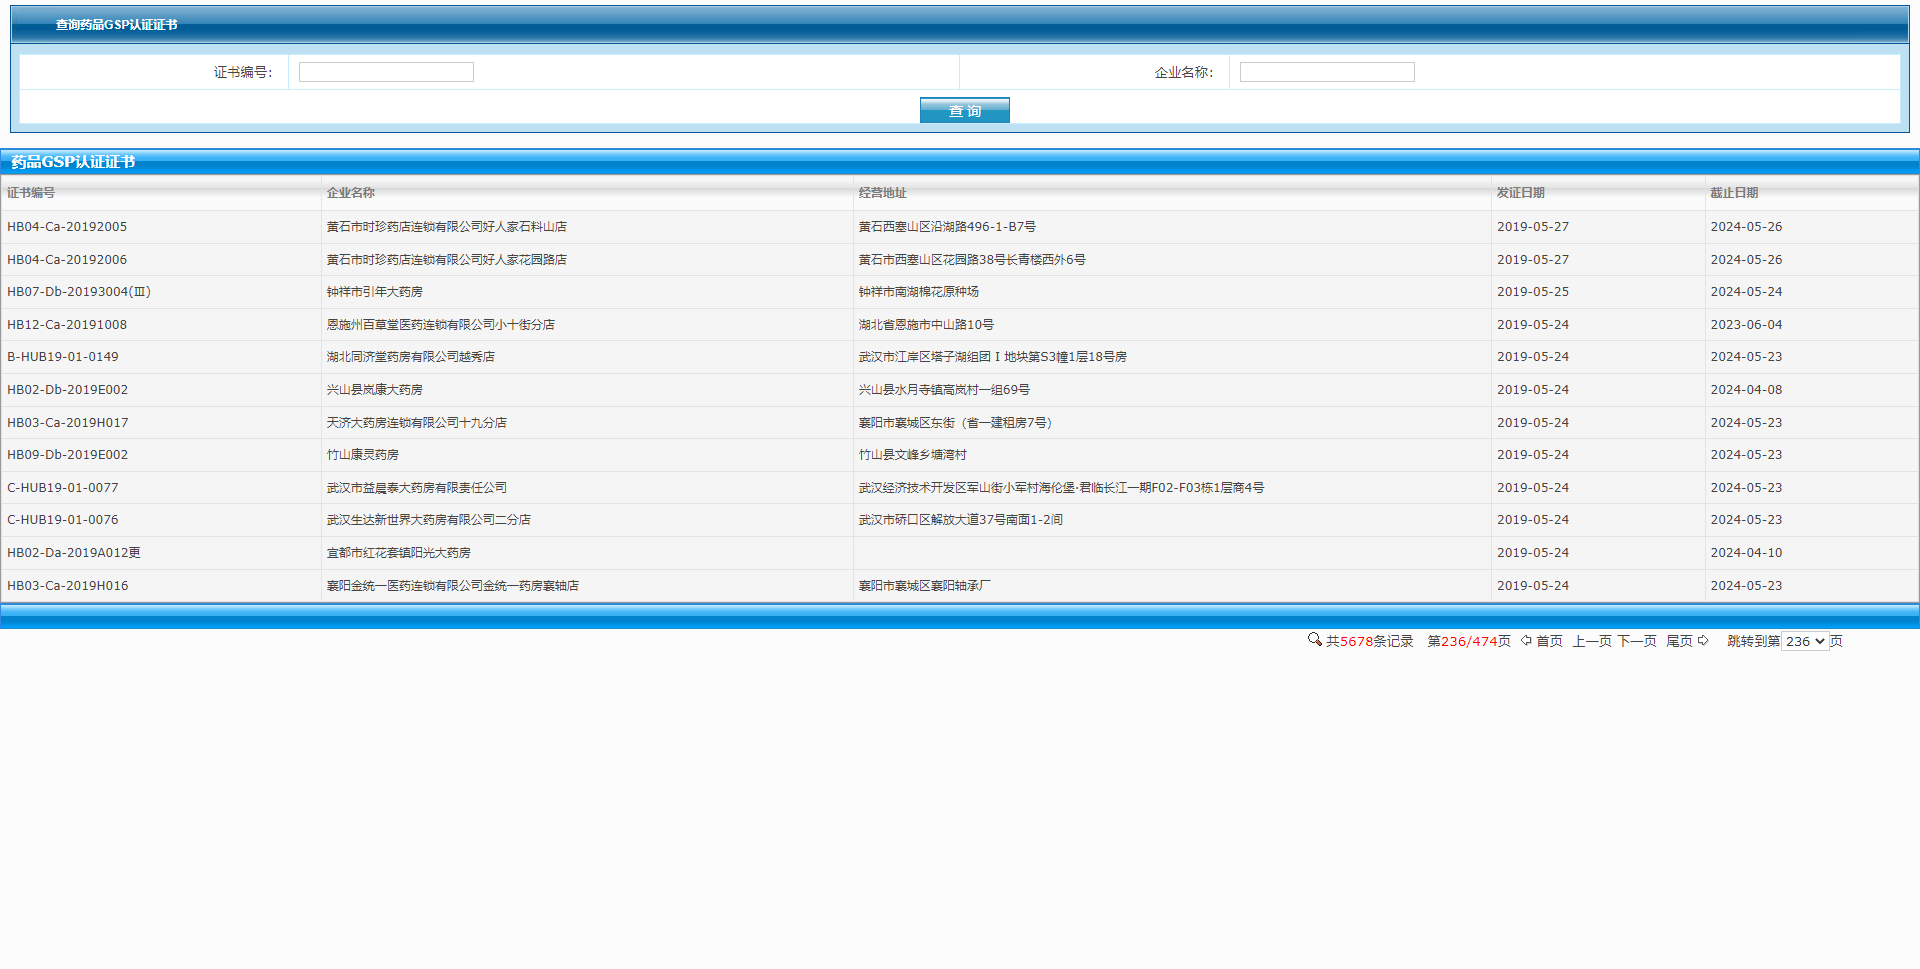 查询药品GSP认证证书
证书编号： 企业名称：
查 询
药品GSP认证证书
证书编号 企业名称 经营地址 发证日期 截止日期
HB04-Ca-20192005 黄石市时珍药店连锁有限公司好人家石料山店 黄石西塞山区沿湖路496-1-B7号 2019-05-27 2024-05-26
HB04-Ca-20192006 黄石市时珍药店连锁有限公司好人家花园路店 黄石市西塞山区花园路38号长青楼西外6号 2019-05-27 2024-05-26
HB07-Db-20193004(Ⅲ) 钟祥市引年大药房 钟祥市南湖棉花原种场 2019-05-25 2024-05-24
HB12-Ca-20191008 恩施州百草堂医药连锁有限公司小十街分店 湖北省恩施市中山路10号 2019-05-24 2023-06-04
B-HUB19-01-0149 湖北同济堂药房有限公司越秀店 武汉市江岸区塔子湖组团Ⅰ地块第S3幢1层18号房 2019-05-24 2024-05-23
HB02-Db-2019E002 兴山县岚康大药房 兴山县水月寺镇高岚村一组69号 2019-05-24 2024-04-08
HB03-Ca-2019H017 天济大药房连锁有限公司十九分店 襄阳市襄城区东街（省一建租房7号） 2019-05-24 2024-05-23
HB09-Db-2019E002 竹山康灵药房 竹山县文峰乡塘湾村 2019-05-24 2024-05-23
C-HUB19-01-0077 武汉市益晨泰大药房有限责任公司 武汉经济技术开发区军山街小军村海伦堡·君临长江一期F02-F03栋1层商4号 2019-05-24 2024-05-23
C-HUB19-01-0076 武汉生达新世界大药房有限公司二分店 武汉市硚口区解放大道37号南面1-2间 2019-05-24 2024-05-23
HB02-Da-2019A012更 宜都市红花套镇阳光大药房 2019-05-24 2024-04-10
HB03-Ca-2019H016 襄阳金统一医药连锁有限公司金统一药房襄轴店 襄阳市襄城区襄阳轴承厂 2019-05-24 2024-05-23
共5678条记录 第236/474页 首页 上一页 下一页 尾页 跳转到第 236 页